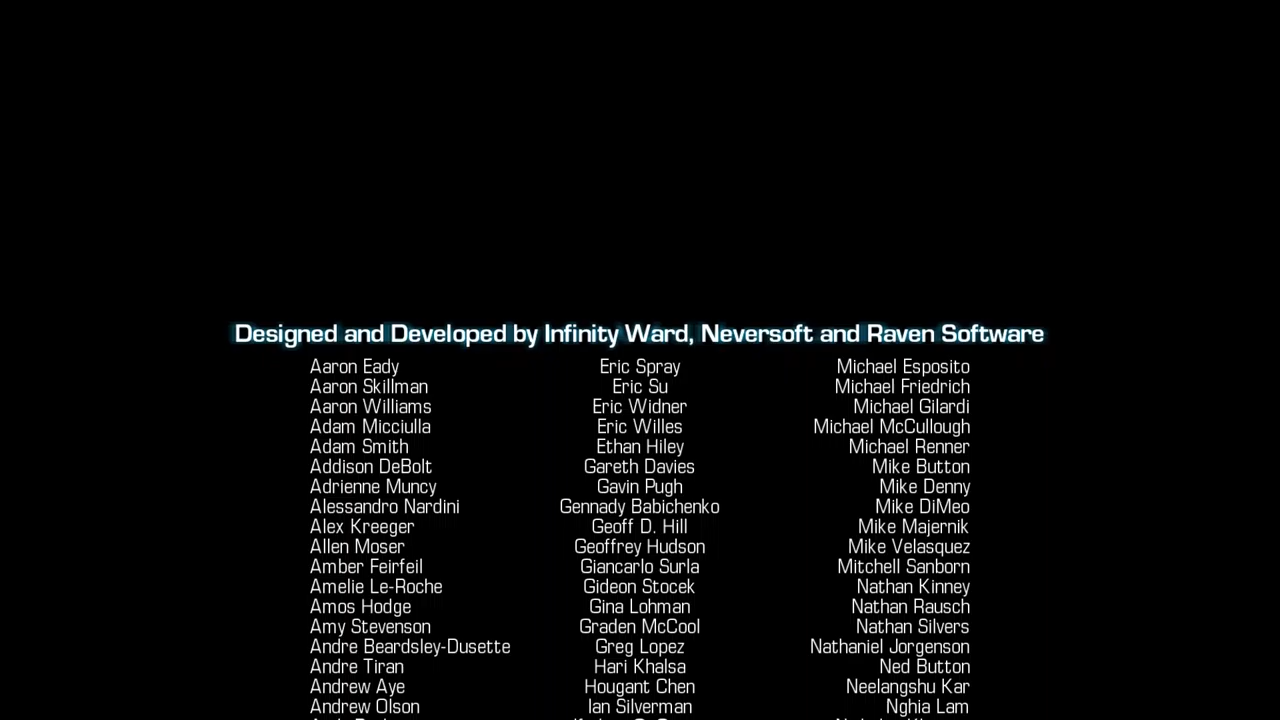 Designed and Developed by Infinity Ward, Neversoft and Raven Software
Aaron Eady Eric Spray Michael Esposito
Aaron Skillman Eric Su Michael Friedrich
Aaron Williams Eric Widner Michael Gilardi
Adam Micciulla Eric Willes Michael McCullough
Adam Smith Ethan Hiley Michael Renner
Addison DeBolt Gareth Davies Mike Button
Adrienne Muncy Gavin Pugh Mike Denny
Alessandro Nardini Gennady Babichenko Mike DiMeo
Alex Kreeger Geoff D. Hill Mike Majernik
Allen Moser Geoffrey Hudson Mike Velasquez
Amber Feirfeil Giancarlo Surla Mitchell Sanborn
Amelie Le-Roche Gideon Stocek Nathan Kinney
Amos Hodge Gina Lohman Nathan Rausch
Amy Stevenson Graden McCool Nathan Silvers
Andre Beardsley-Dusette Greg Lopez Nathaniel Jorgenson
Andre Tiran Hari Khalsa Ned Button
Andrew Aye Hougant Chen Neelangshu Kar
Andrew Olson Ian Silverman Nghia Lam